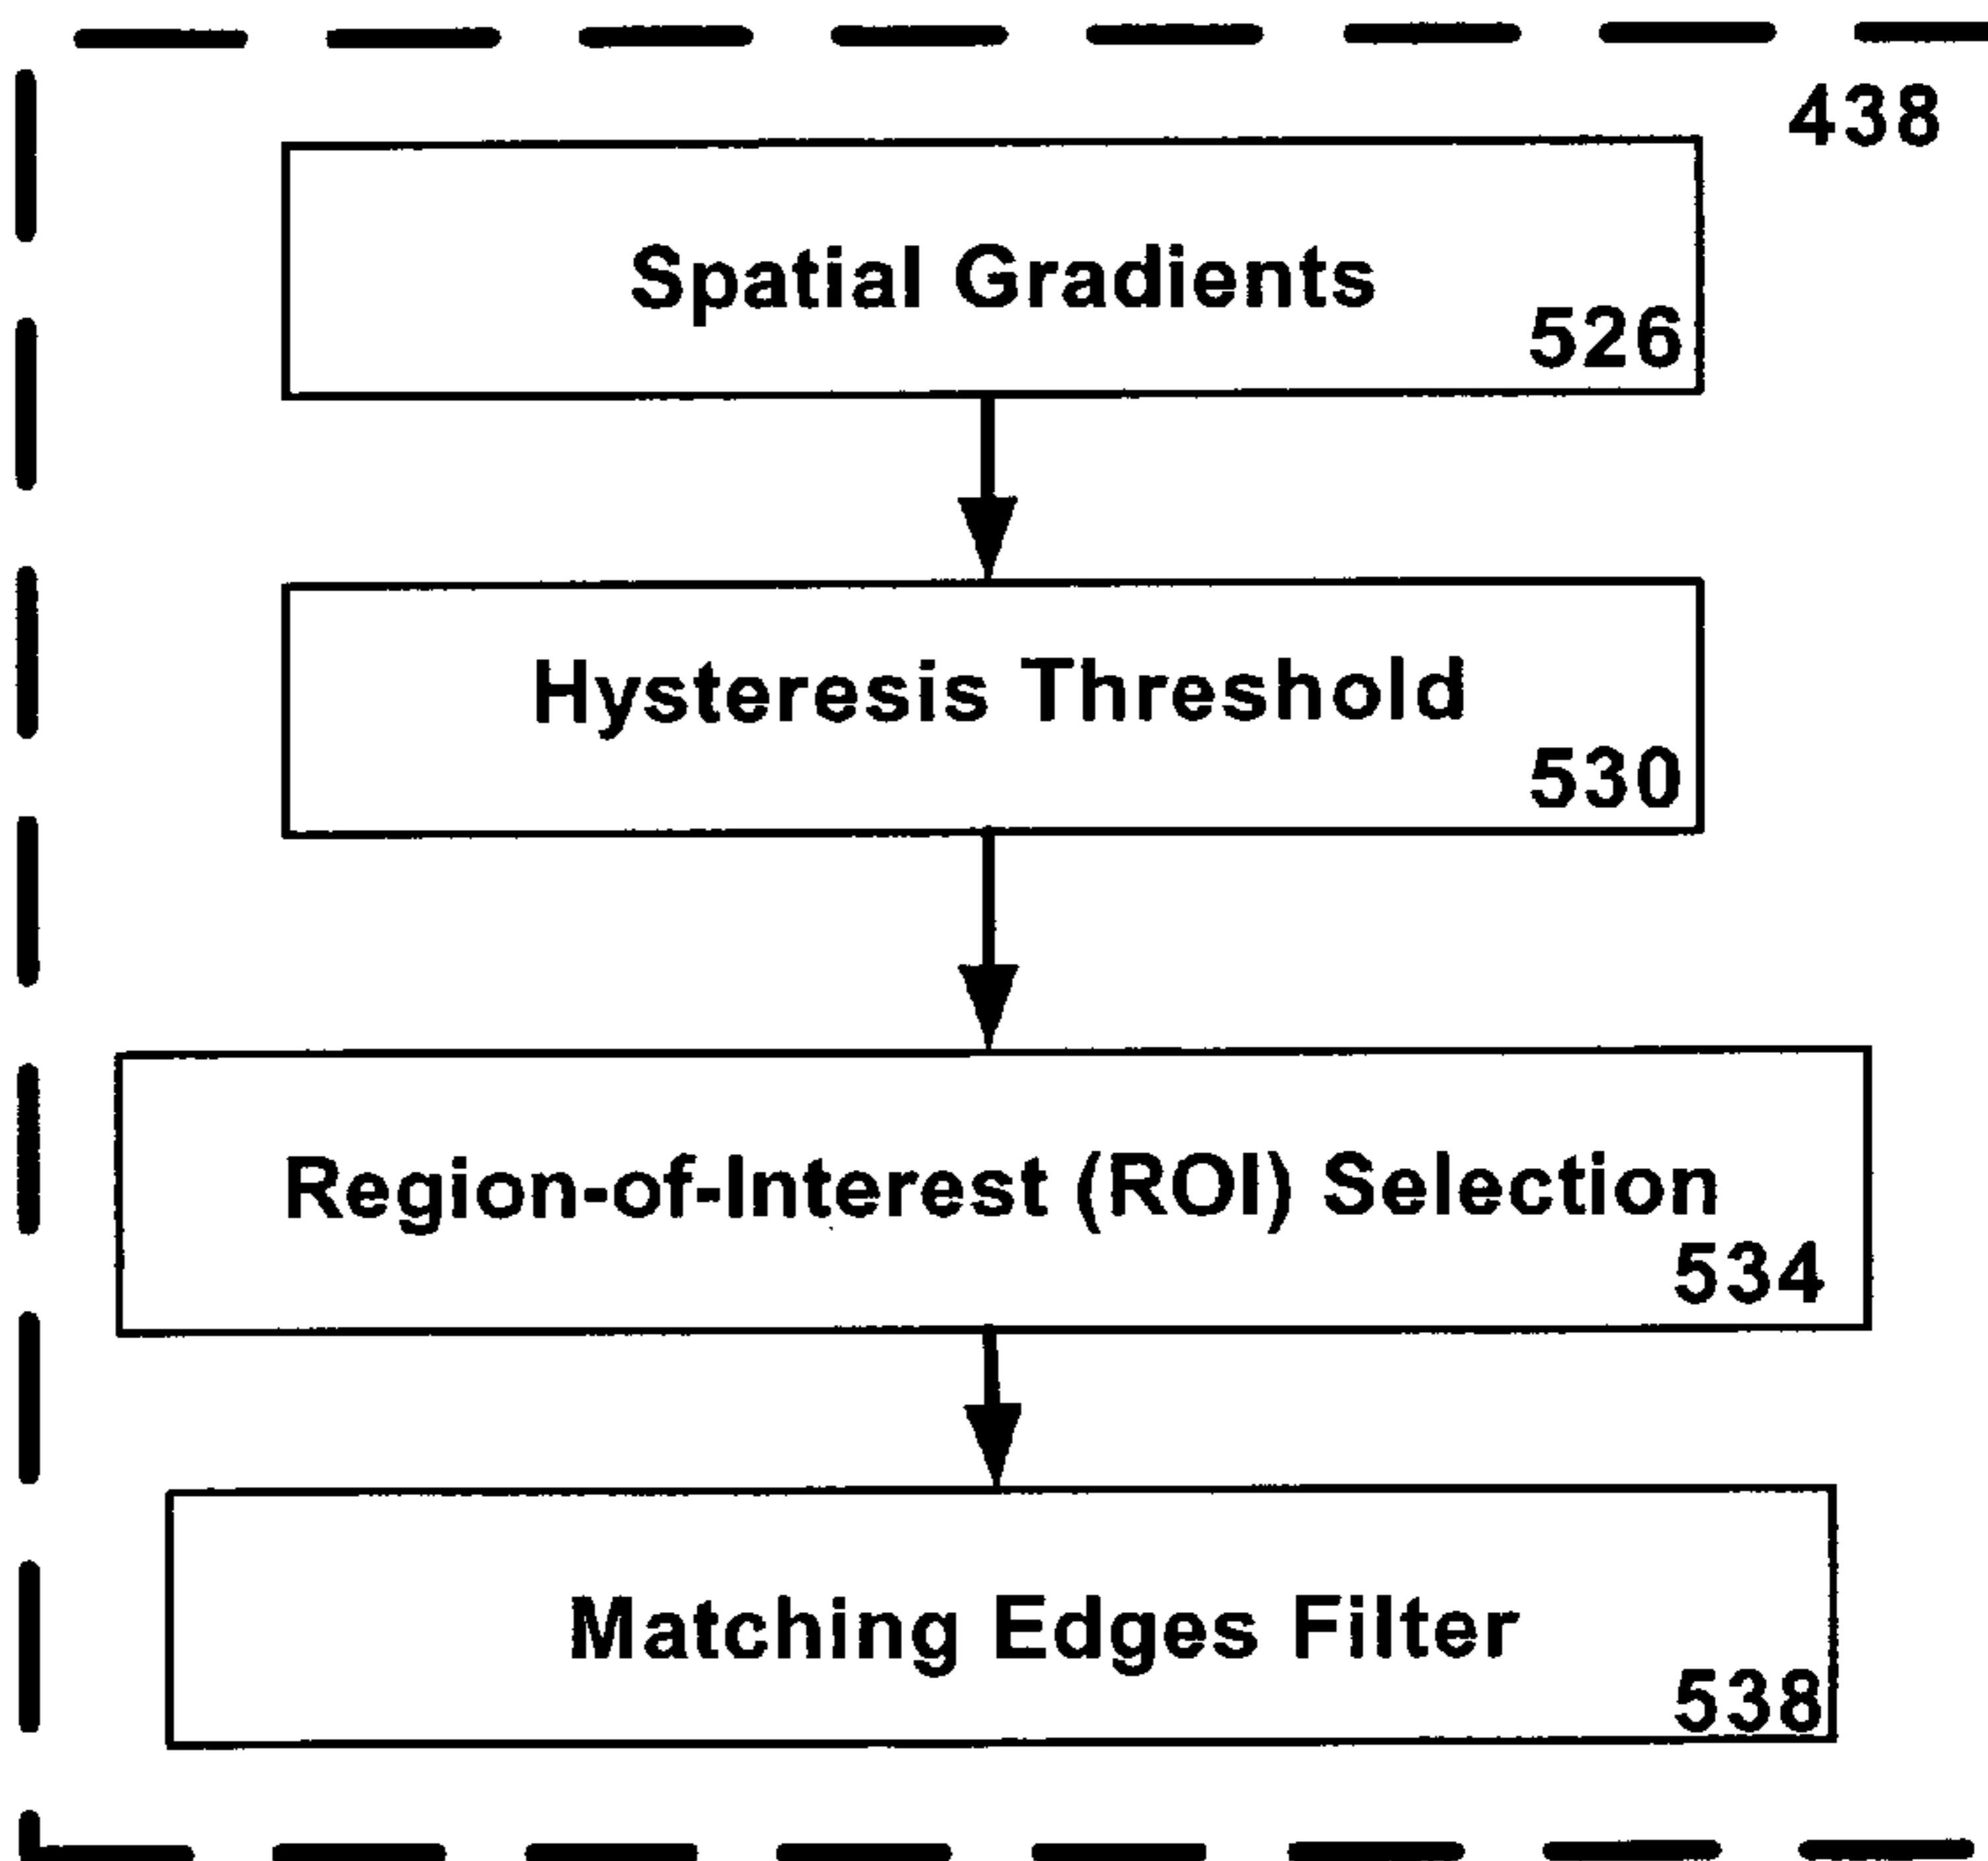 438
Spatial Gradients
526
Hysteresis Threshold
530
Region-of-Interest (ROI) Selection
534
Matching Edges Filter
538